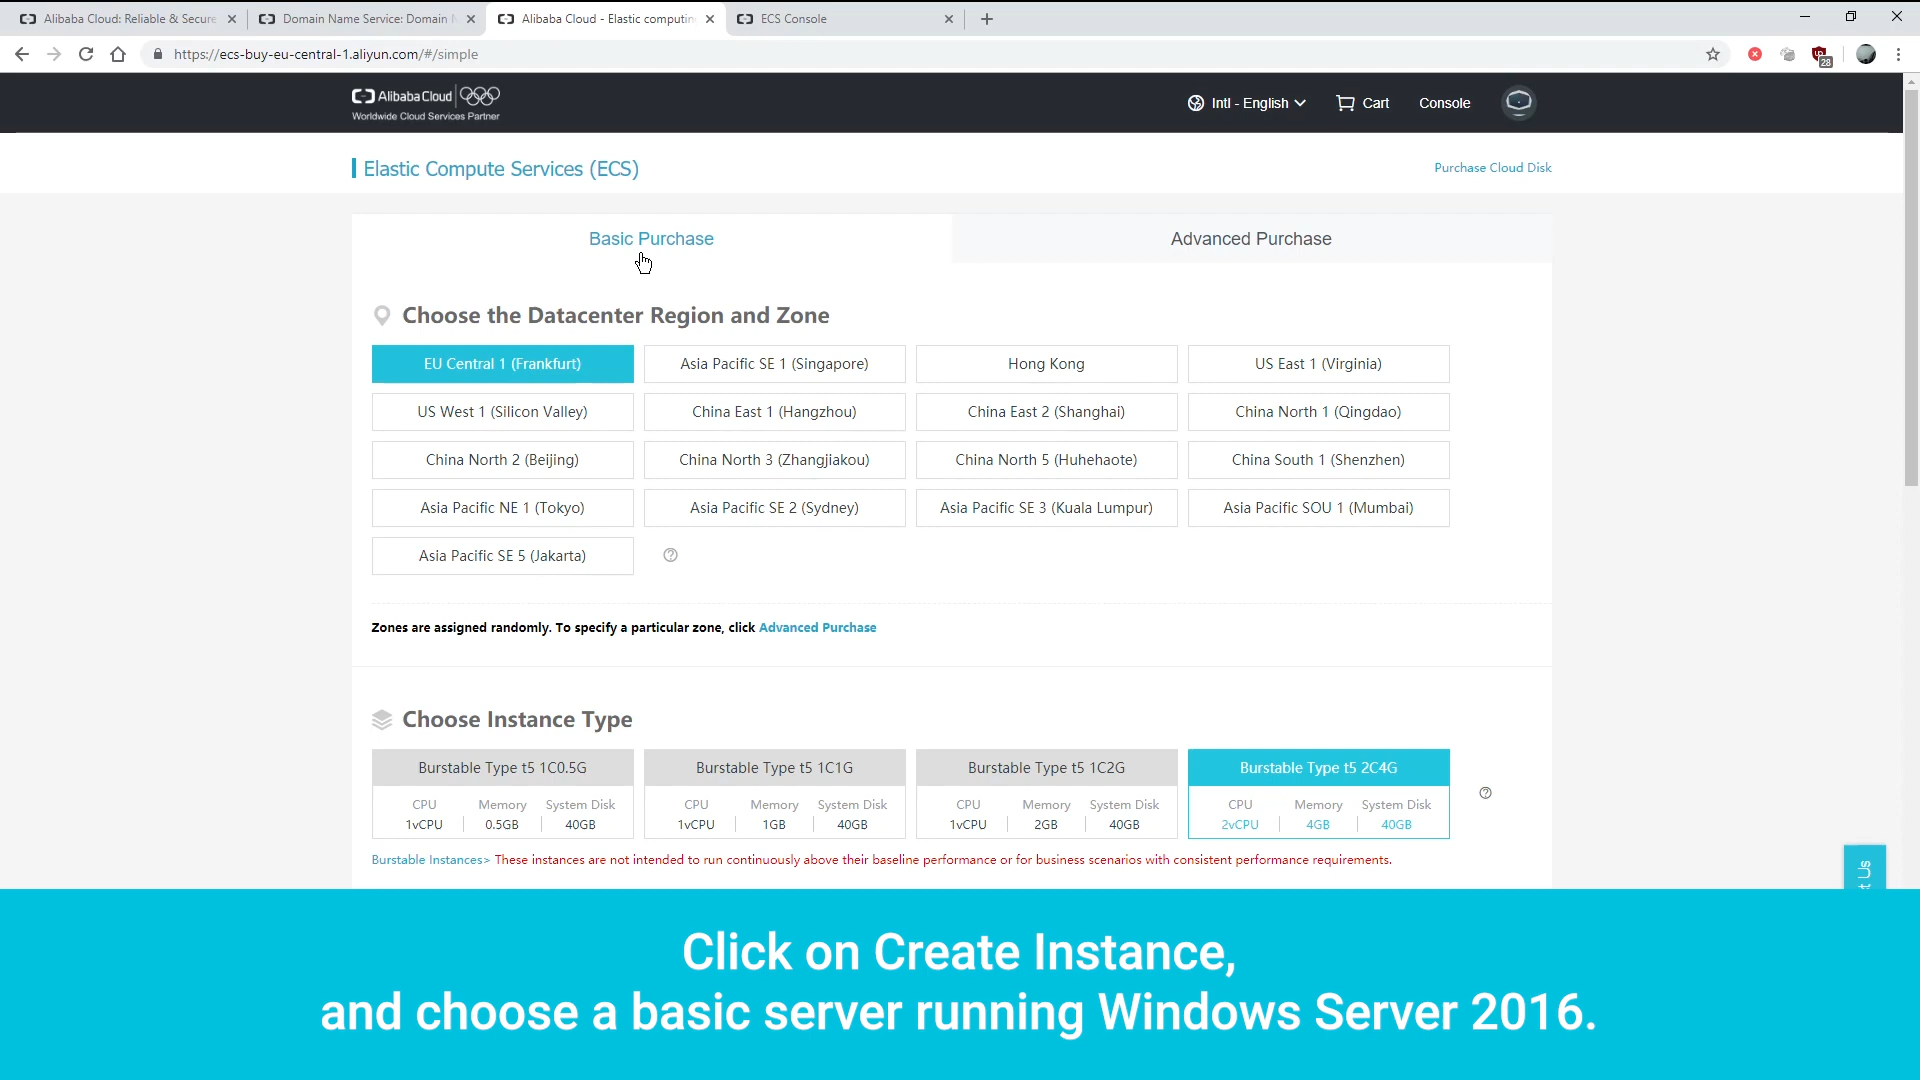 Alibaba Cloud: Reliable & Secure
Domain Name Service: Domain N
Alibaba Cloud - Elastic computin
ECS Console
https://ecs-buy-eu-central-1.aliyun.com/#/simple
28
Alibaba Cloud
Worldwide Cloud Services Partner
Intl - English
Cart
Console
Elastic Compute Services (ECS)
Purchase Cloud Disk
Basic Purchase
Advanced Purchase
Choose the Datacenter Region and Zone
EU Central 1 (Frankfurt)
Asia Pacific SE 1 (Singapore)
Hong Kong
US East 1 (Virginia)
US West 1 (Silicon Valley)
China East 1 (Hangzhou)
China East 2 (Shanghai)
China North 1 (Qingdao)
China North 2 (Beijing)
China North 3 (Zhangjiakou)
China North 5 (Huhehaote)
China South 1 (Shenzhen)
Asia Pacific NE 1 (Tokyo)
Asia Pacific SE 2 (Sydney)
Asia Pacific SE 3 (Kuala Lumpur)
Asia Pacific SOU 1 (Mumbai)
Asia Pacific SE 5 (Jakarta)
Zones are assigned randomly. To specify a particular zone, click Advanced Purchase
Choose Instance Type
Burstable Type t5 1C0.5G
Burstable Type t5 1C1G
Burstable Type t5 1C2G
Burstable Type t5 2C4G
CPU Memory System Disk
CPU Memory System Disk
CPU Memory System Disk
CPU Memory System Disk
1vCPU 0.5GB 40GB
1vCPU 1GB 40GB
1vCPU 2GB 40GB
2vCPU 4GB 40GB
Burstable Instances> These instances are not intended to run continuously above their baseline performance or for business scenarios with consistent performance requirements.
t Us
Click on Create Instance,
and choose a basic server running Windows Server 2016.